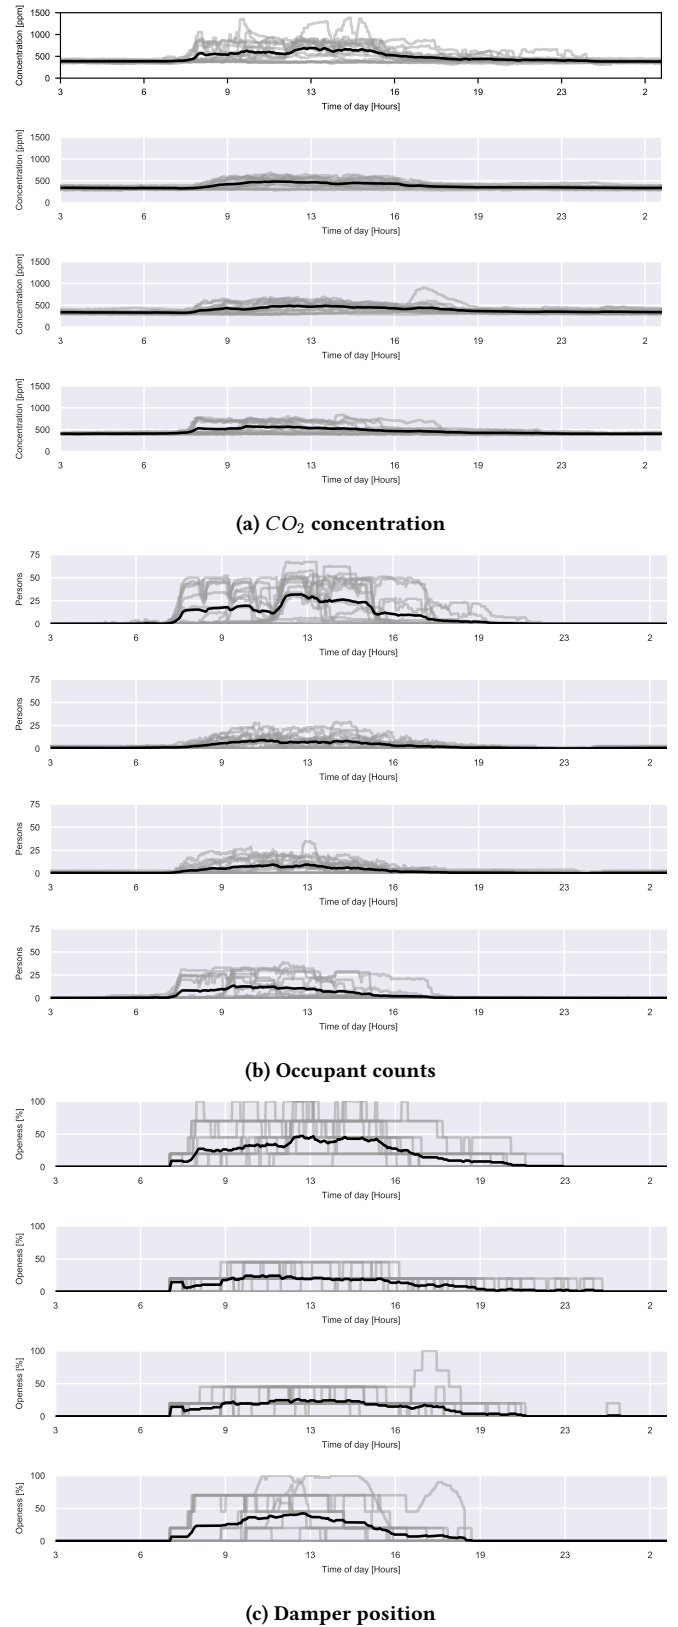 Concentration [ppm]
1500
1000
500
0
3 6 9 13 16 19 23 2
Time of day [Hours]
Concentration [ppm]
1500
1000
500
0
3 6 9 13 16 19 23 2
Time of day [Hours]
Concentration [ppm]
1500
1000
500
0
3 6 9 13 16 19 23 2
Time of day [Hours]
Concentration [ppm]
1500
1000
500
0
3 6 9 13 16 19 23 2
Time of day [Hours]
(a) CO₂ concentration
Persons
75
50
25
0
3 6 9 13 16 19 23 2
Time of day [Hours]
Persons
75
50
25
0
3 6 9 13 16 19 23 2
Time of day [Hours]
Persons
75
50
25
0
3 6 9 13 16 19 23 2
Time of day [Hours]
Persons
75
50
25
0
3 6 9 13 16 19 23 2
Time of day [Hours]
(b) Occupant counts
Openess [%]
100
50
0
3 6 9 13 16 19 23 2
Time of day [Hours]
Openess [%]
100
50
0
3 6 9 13 16 19 23 2
Time of day [Hours]
Openess [%]
100
50
0
3 6 9 13 16 19 23 2
Time of day [Hours]
Openess [%]
100
50
0
3 6 9 13 16 19 23 2
Time of day [Hours]
(c) Damper position